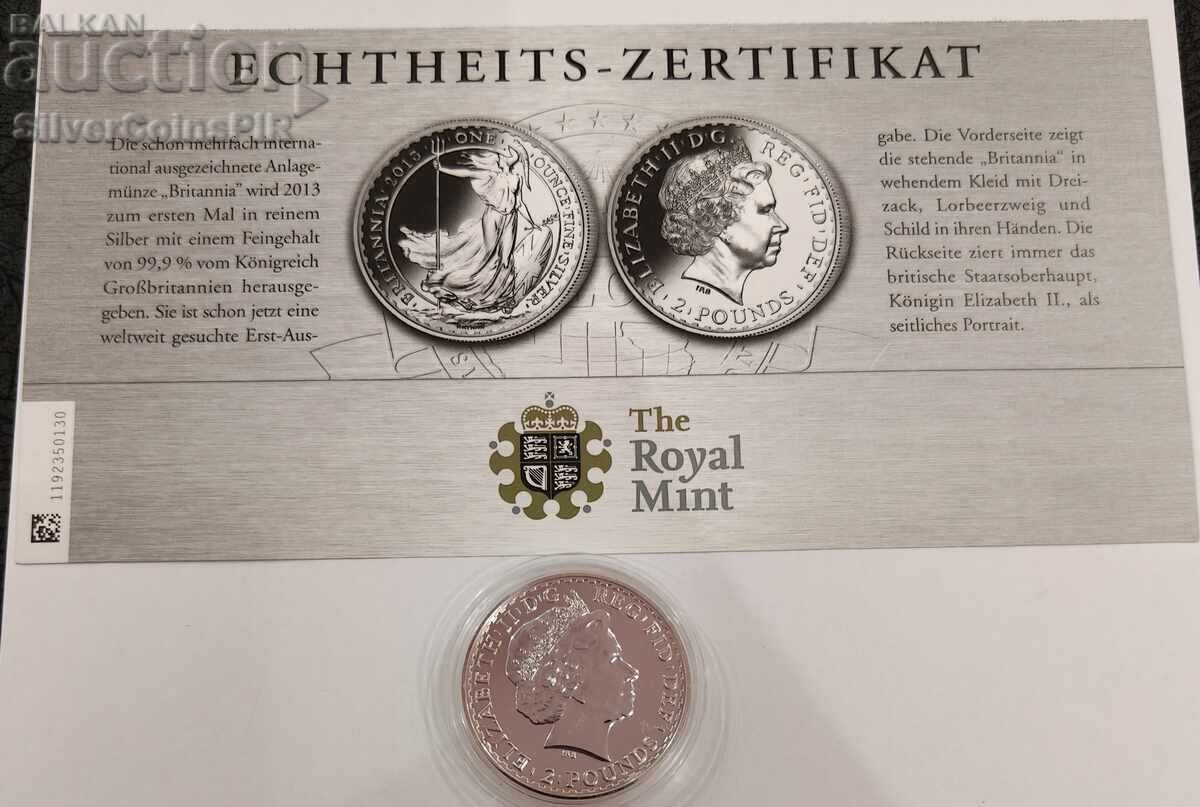 BALKAN
auction
SilverCoinsPlR
ECHTHEITS-ZERTIFIKAT
Die schon mehrfach interna-
tional ausgezeichnete Anlage-
münze „Britannia” wird 2013
zum ersten Mal in reinem
Silber mit einem Feingehalt
von 99,9 % vom Königreich
Großbritannien herausge-
geben. Sie ist schon jetzt eine
weltweit gesuchte Erst-Aus-
BRITANNIA 2013 ONE OUNCE FINE SILVER
ELIZABETH·II·D·G REG·FID·DEF
IRB
2·POUNDS
gabe. Die Vorderseite zeigt
die stehende „Britannia” in
wehendem Kleid mit Drei-
zack, Lorbeerzweig und
Schild in ihren Händen. Die
Rückseite ziert immer das
britische Staatsoberhaupt,
Königin Elizabeth II., als
seitliches Portrait.
The
Royal
Mint
1192350130
ELIZABETH·II·D·G REG·FID·DEF
IRB
2·POUNDS